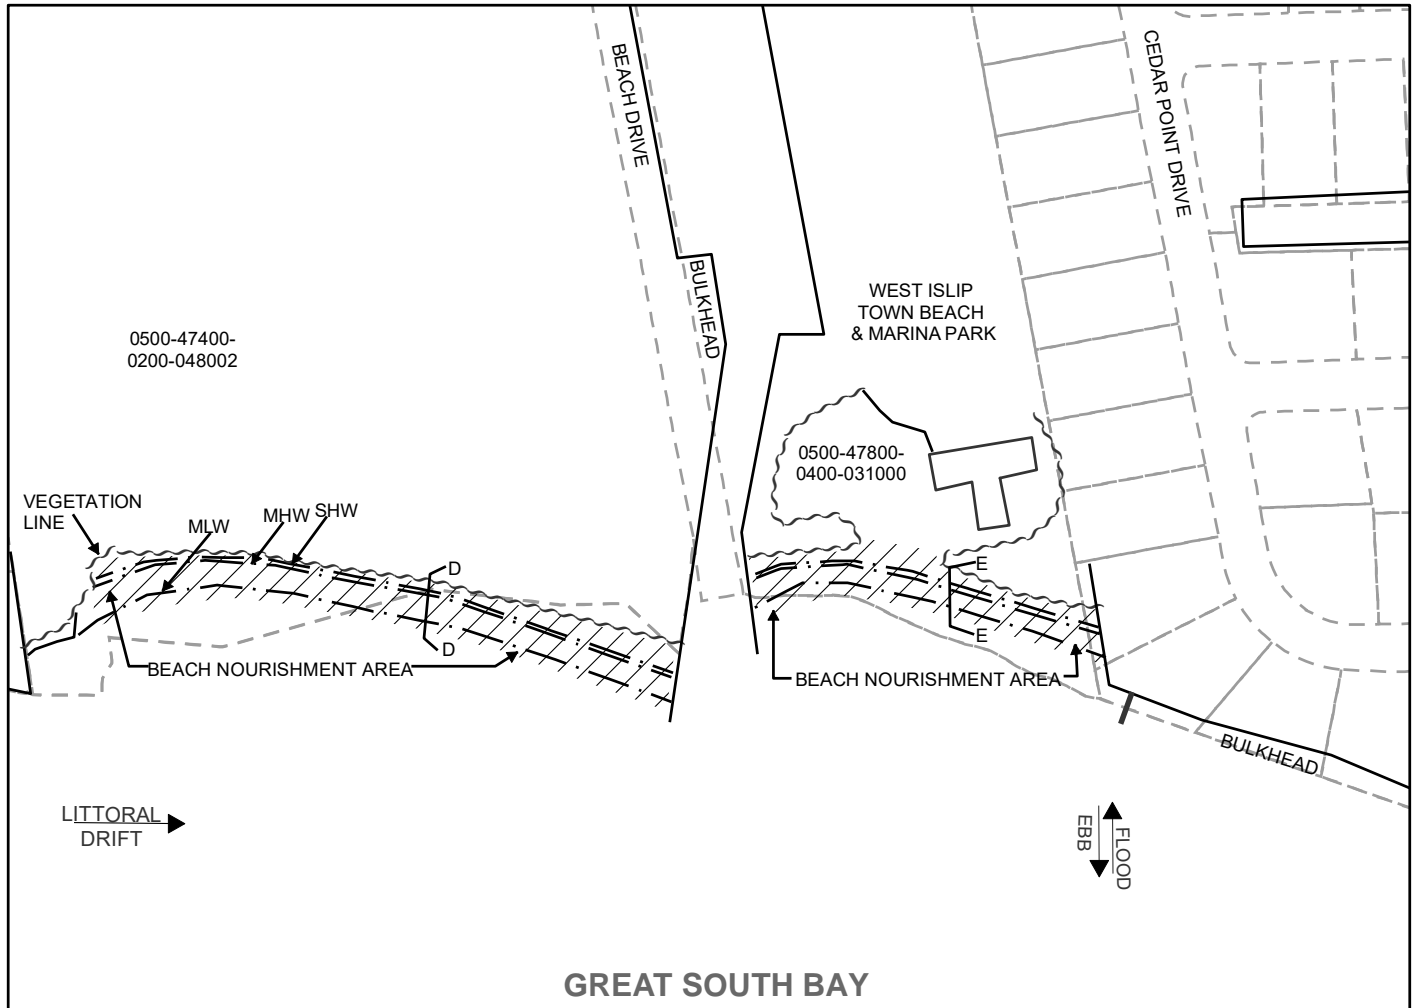 BEACH DRIVE
CEDAR POINT DRIVE
BULKHEAD
WEST ISLIP
TOWN BEACH
& MARINA PARK
0500-47400-
0200-048002
0500-47800-
0400-031000
VEGETATION
LINE
MLW
MHW
SHW
D
D
E
E
BEACH NOURISHMENT AREA
BEACH NOURISHMENT AREA
BULKHEAD
LITTORAL
DRIFT
EBB
FLOOD
GREAT SOUTH BAY